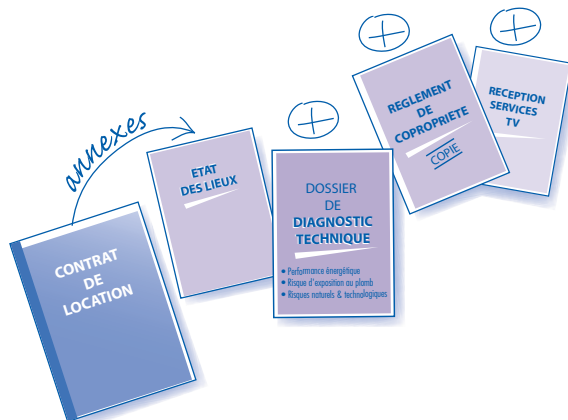 annexes
CONTRAT
DE
LOCATION
ETAT
DES LIEUX
DOSSIER
DE
DIAGNOSTIC
TECHNIQUE
• Performance énergétique
• Risque d'exposition au plomb
• Risques naturels & technologiques
REGLEMENT
DE
COPROPRIETE
COPIE
RECEPTION
SERVICES
TV